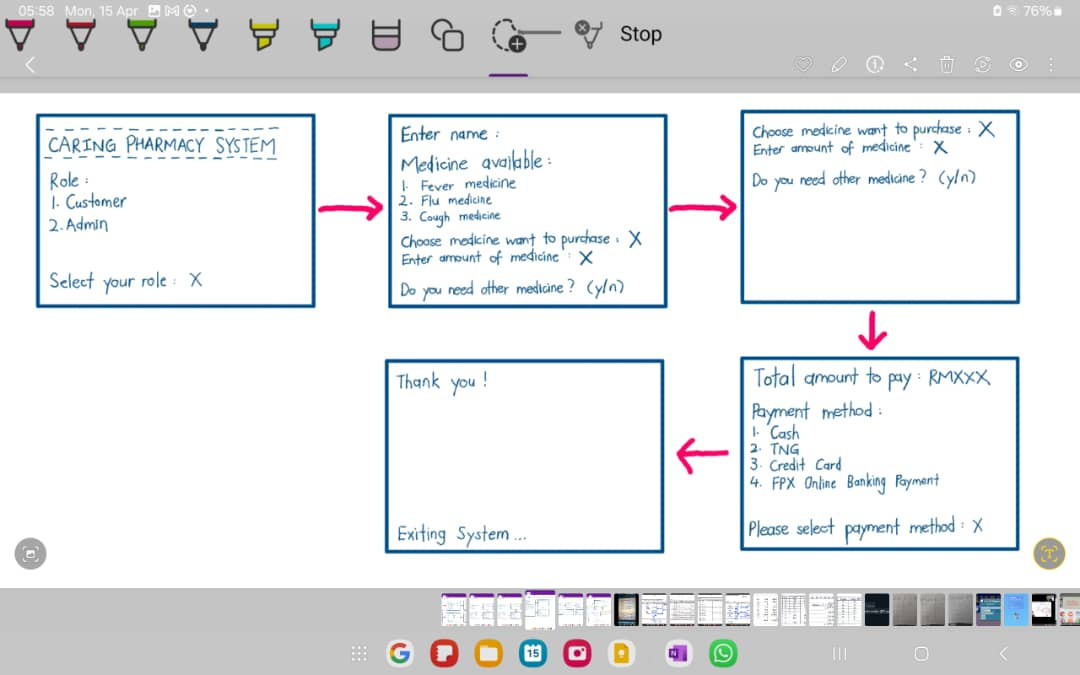 05:58 Mon, 15 Apr
76%
Stop
CARING PHARMACY SYSTEM
Role :
1. Customer
2. Admin
Select your role : X
Enter name :
Medicine available :
1. Fever medicine
2. Flu medicine
3. Cough medicine
Choose medicine want to purchase : X
Enter amount of medicine : X
Do you need other medicine ? (y/n)
Choose medicine want to purchase : X
Enter amount of medicine : X
Do you need other medicine ? (y/n)
Total amount to pay : RMXXX
Payment method :
1. Cash
2. TNG
3. Credit Card
4. FPX Online Banking Payment
Please select payment method : X
Thank you !
Exiting System ...
T
15
N